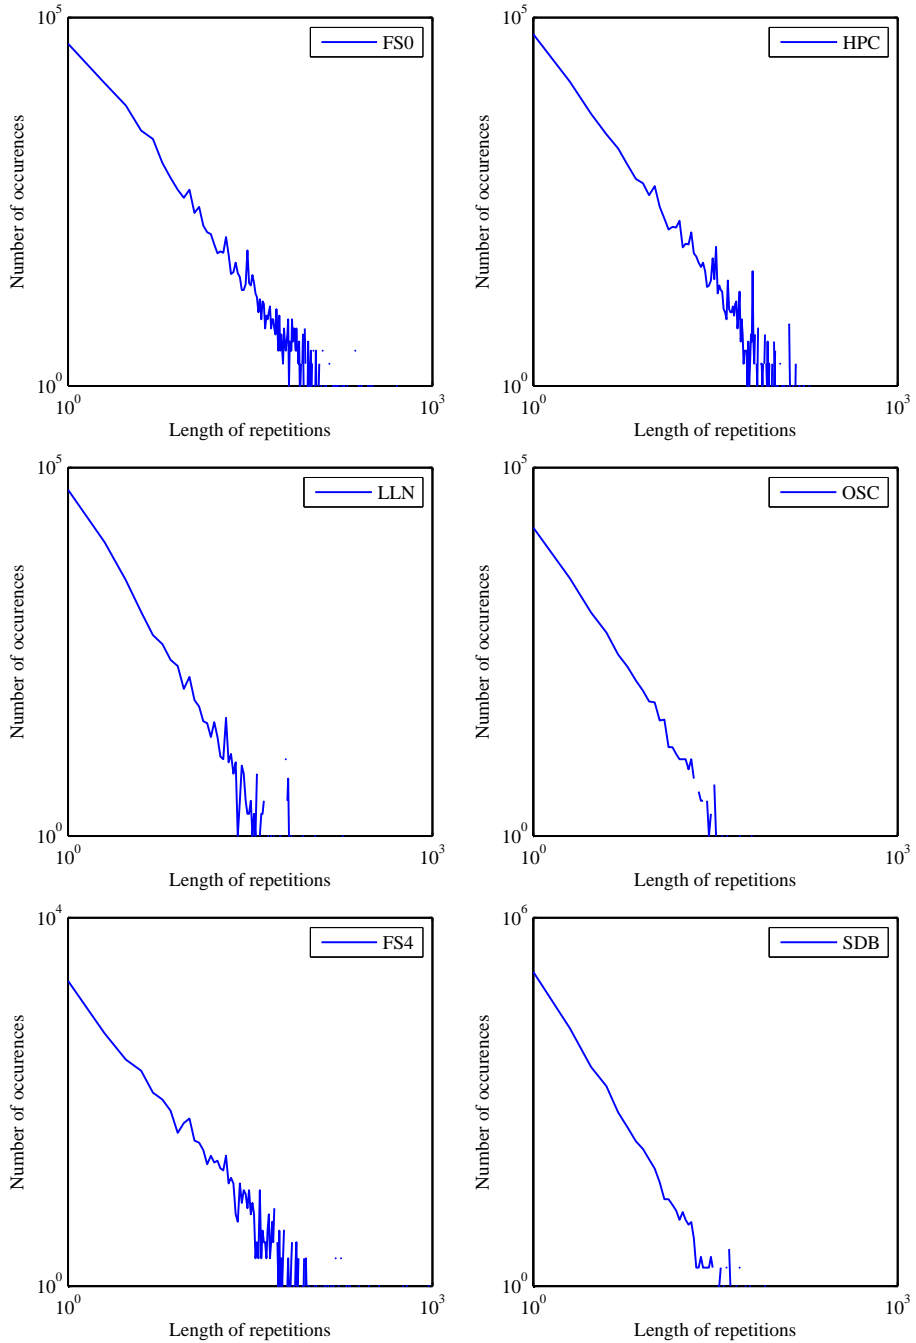 10^5
FS0
Number of occurences
10^0
10^0
10^3
Length of repetitions
10^5
HPC
Number of occurences
10^0
10^0
10^3
Length of repetitions
10^5
LLN
Number of occurences
10^0
10^0
10^3
Length of repetitions
10^5
OSC
Number of occurences
10^0
10^0
10^3
Length of repetitions
10^4
FS4
Number of occurences
10^0
10^0
10^3
Length of repetitions
10^6
SDB
Number of occurences
10^0
10^0
10^3
Length of repetitions